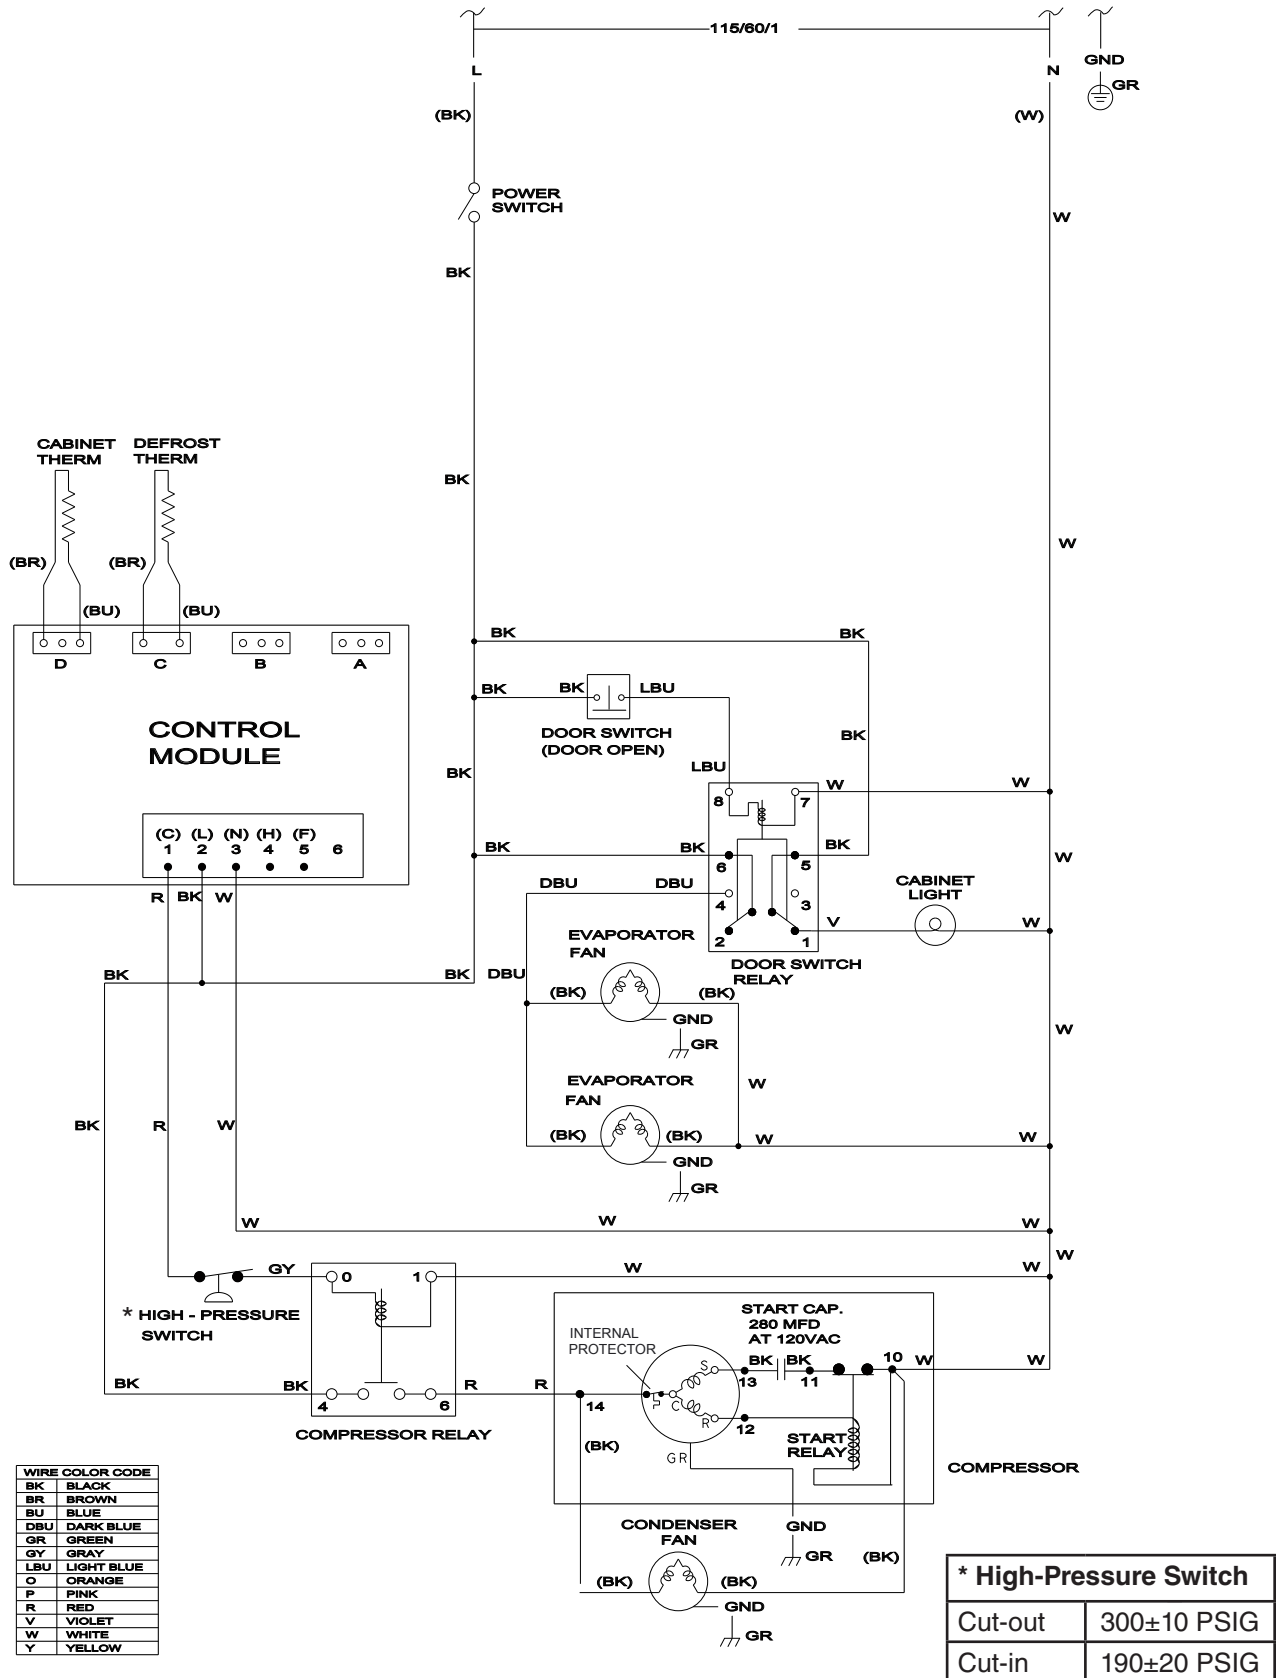 115/60/1
L
N
GND
GR
(BK)
(W)
POWER
SWITCH
W
BK
CABINET
THERM
DEFROST
THERM
BK
W
(BR)
(BR)
(BU)
(BU)
D
C
B
A
CONTROL
MODULE
BK
BK
BK
BK
LBU
DOOR SWITCH
(DOOR OPEN)
BK
BK
LBU
W
W
8
7
(C) (L) (N) (H) (F)
1 2 3 4 5 6
BK
BK
BK
W
6
5
R BK W
DBU
DBU
4
3
CABINET
LIGHT
V
W
2
1
EVAPORATOR
FAN
DOOR SWITCH
RELAY
BK
BK
DBU
(BK)
(BK)
GND
GR
W
EVAPORATOR
FAN
W
BK
R
W
(BK)
(BK)
W
W
GND
GR
W
W
W
W
GY
0
1
W
W
* HIGH - PRESSURE
SWITCH
START CAP.
280 MFD
AT 120VAC
INTERNAL
PROTECTOR
BK
BK
10
W
S
13
11
BK
BK
4
6
R
R
14
P
C
R
12
COMPRESSOR RELAY
(BK)
GR
START
RELAY
COMPRESSOR
WIRE COLOR CODE
BK BLACK
BR BROWN
BU BLUE
DBU DARK BLUE
GR GREEN
GY GRAY
LBU LIGHT BLUE
O ORANGE
P PINK
R RED
V VIOLET
W WHITE
Y YELLOW
CONDENSER
FAN
GND
GR
(BK)
(BK)
(BK)
GND
GR
* High-Pressure Switch
Cut-out 300±10 PSIG
Cut-in 190±20 PSIG